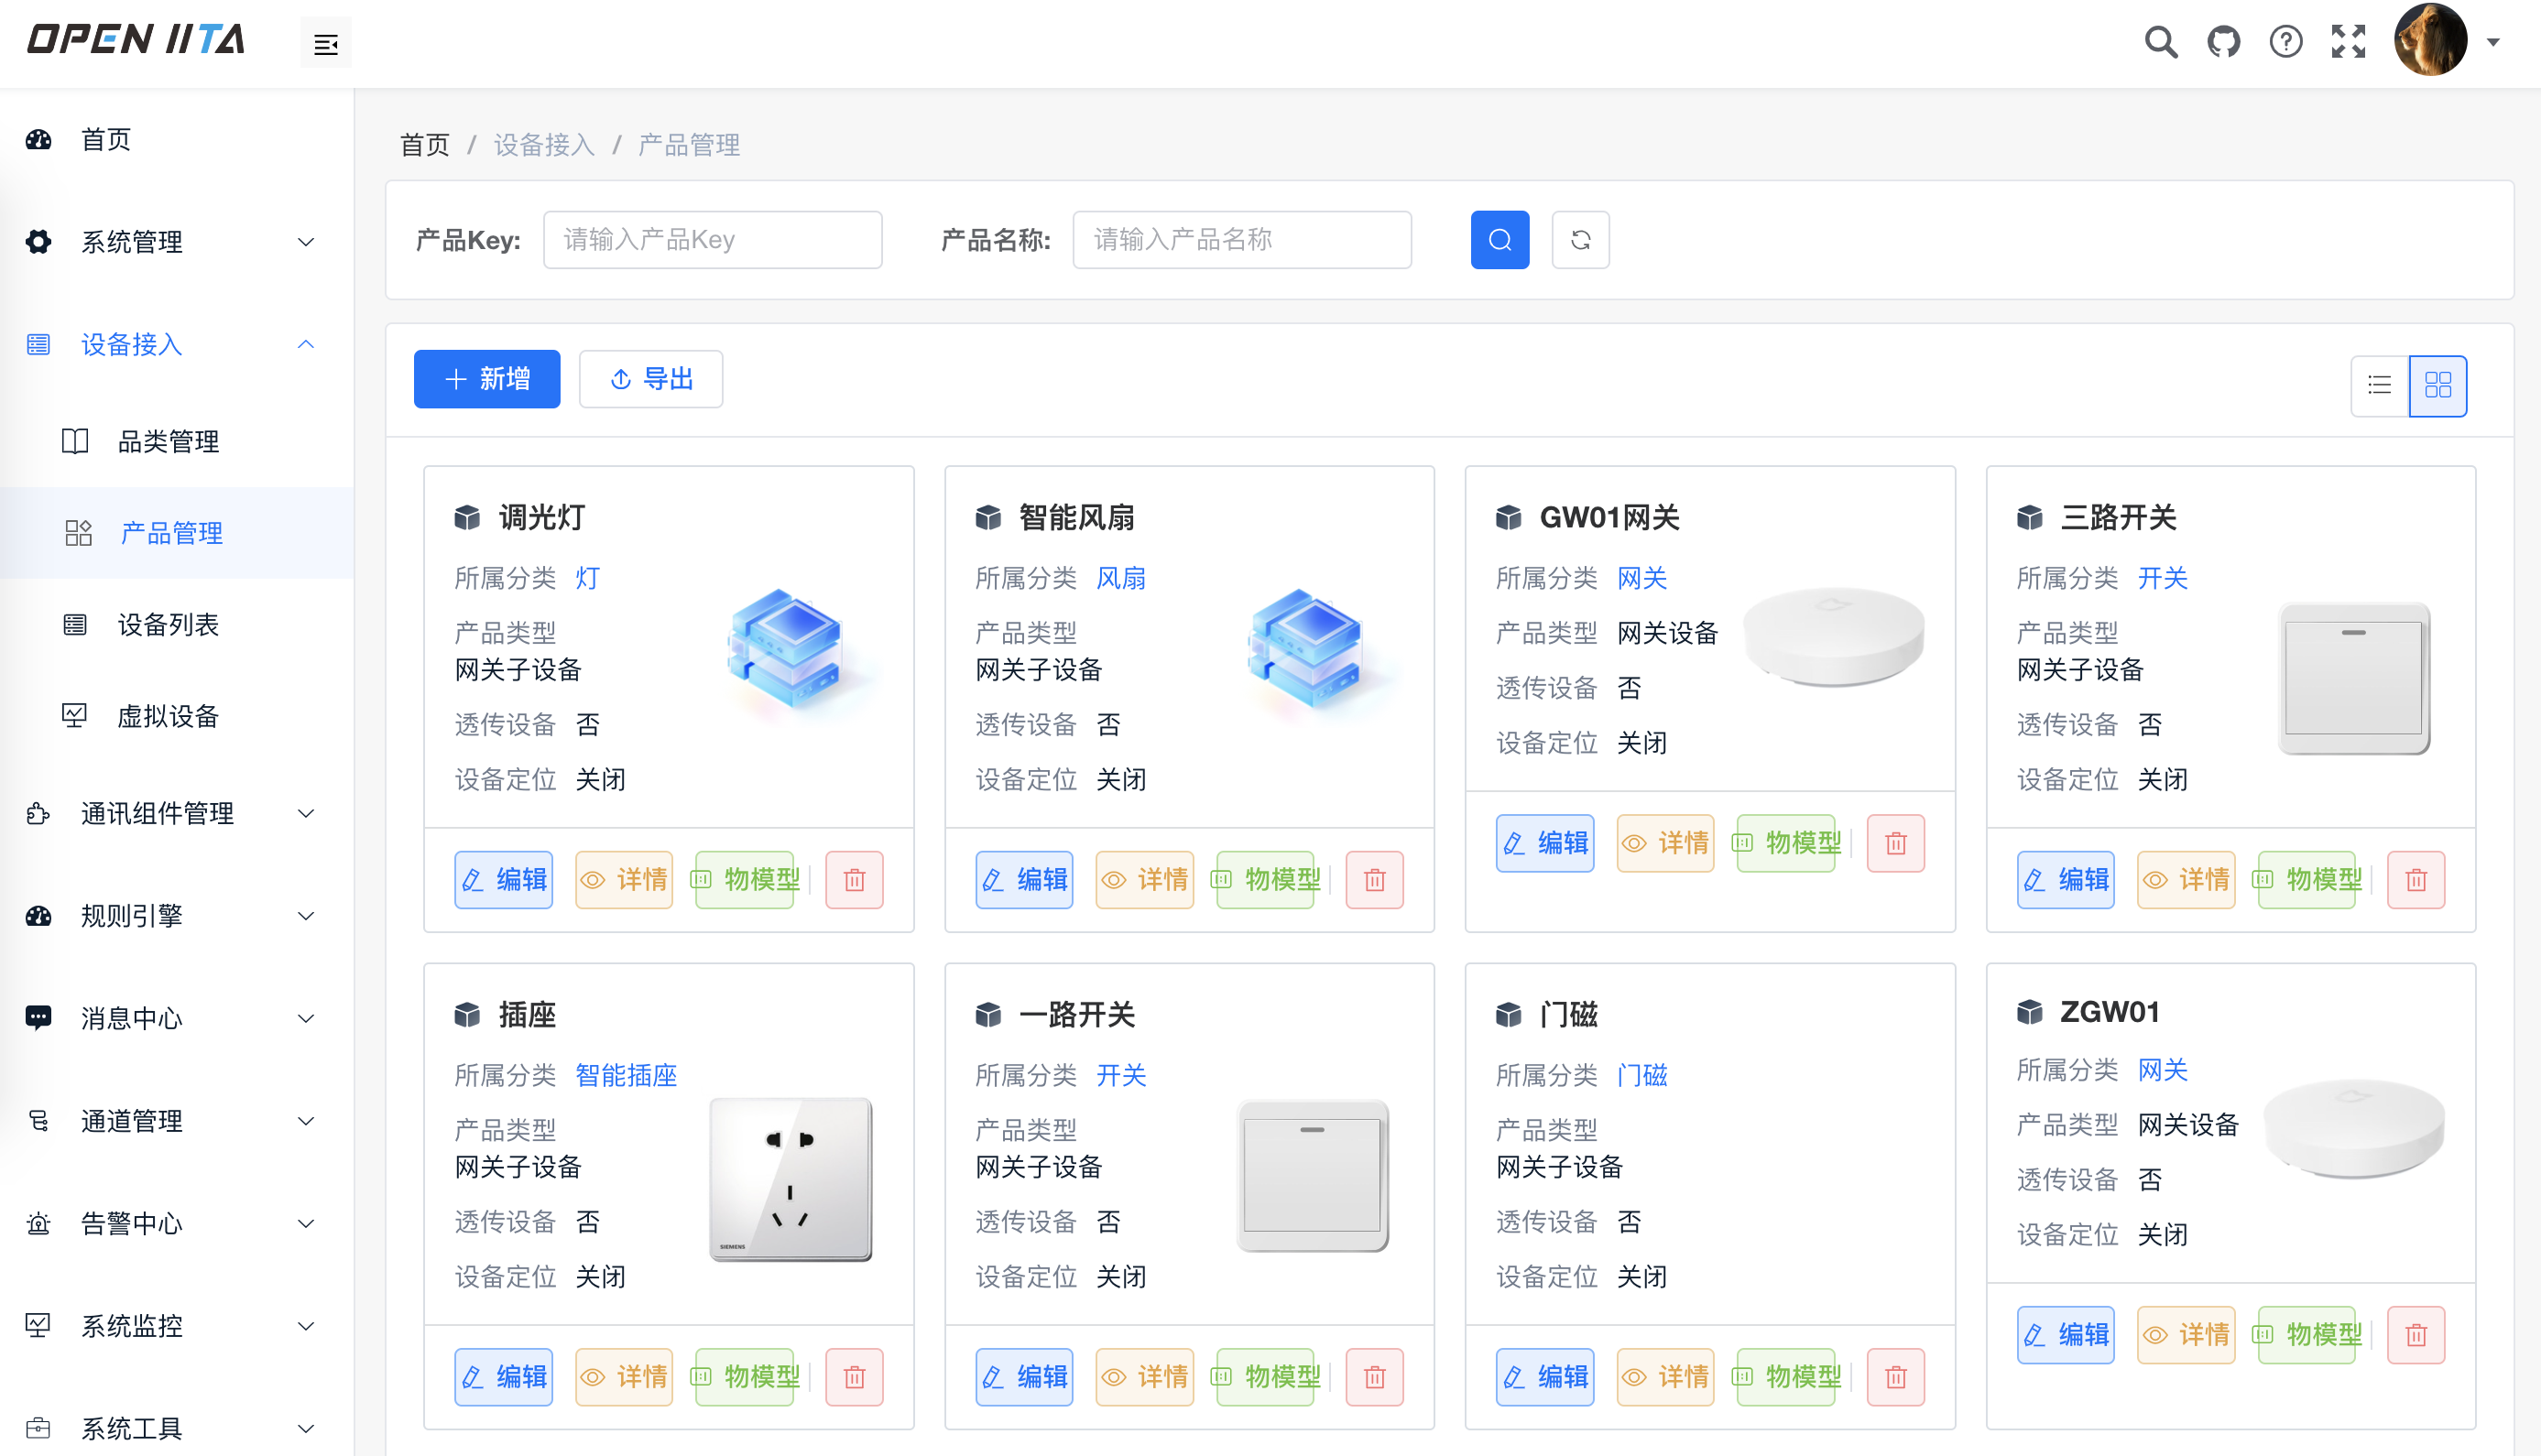 OPEN IITA
首页
系统管理
设备接入
品类管理
产品管理
设备列表
虚拟设备
通讯组件管理
规则引擎
消息中心
通道管理
告警中心
系统监控
系统工具
首页 / 设备接入 / 产品管理
产品Key: 请输入产品Key 产品名称: 请输入产品名称
新增 导出
调光灯
所属分类 灯
产品类型
网关子设备
透传设备 否
设备定位 关闭
编辑 详情 物模型
智能风扇
所属分类 风扇
产品类型
网关子设备
透传设备 否
设备定位 关闭
编辑 详情 物模型
GW01网关
所属分类 网关
产品类型 网关设备
透传设备 否
设备定位 关闭
编辑 详情 物模型
三路开关
所属分类 开关
产品类型
网关子设备
透传设备 否
设备定位 关闭
编辑 详情 物模型
插座
所属分类 智能插座
产品类型
网关子设备
透传设备 否
设备定位 关闭
SIEMENS
编辑 详情 物模型
一路开关
所属分类 开关
产品类型
网关子设备
透传设备 否
设备定位 关闭
编辑 详情 物模型
门磁
所属分类 门磁
产品类型
网关子设备
透传设备 否
设备定位 关闭
编辑 详情 物模型
ZGW01
所属分类 网关
产品类型 网关设备
透传设备 否
设备定位 关闭
编辑 详情 物模型